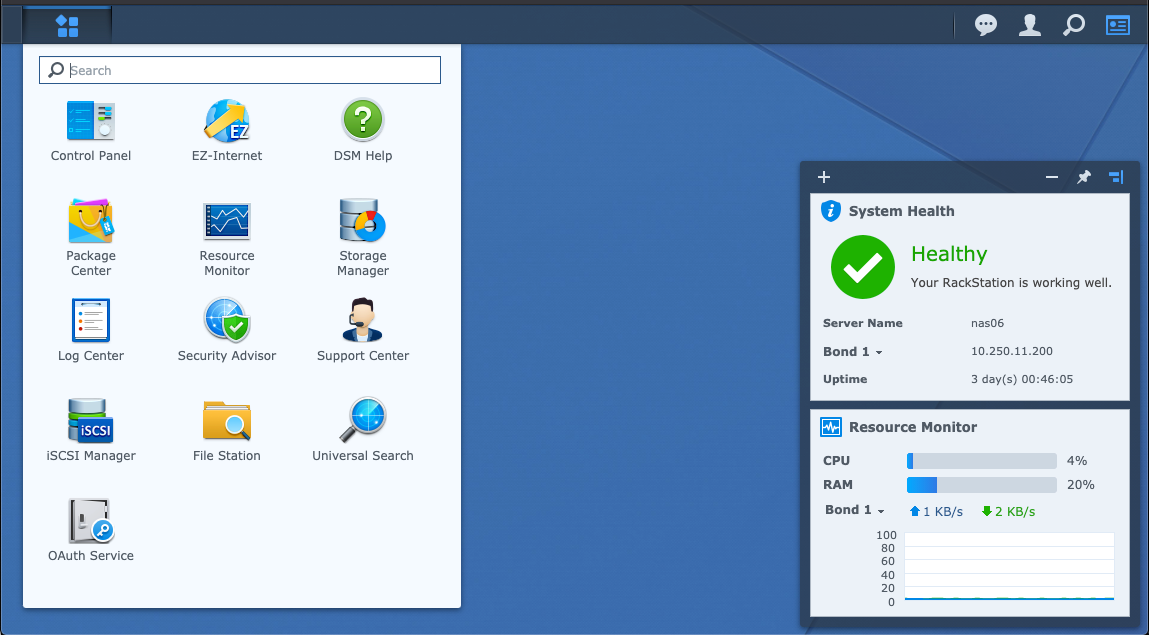 Search
Control Panel
EZ
EZ-Internet
?
DSM Help
Package
Center
Resource
Monitor
Storage
Manager
Log Center
Security Advisor
Support Center
iSCSI
iSCSI Manager
File Station
Universal Search
OAuth Service
System Health
Healthy
Your RackStation is working well.
Server Name nas06
Bond 1 10.250.11.200
Uptime 3 day(s) 00:46:05
Resource Monitor
CPU 4%
RAM 20%
Bond 1 1 KB/s 2 KB/s
100
80
60
40
20
0